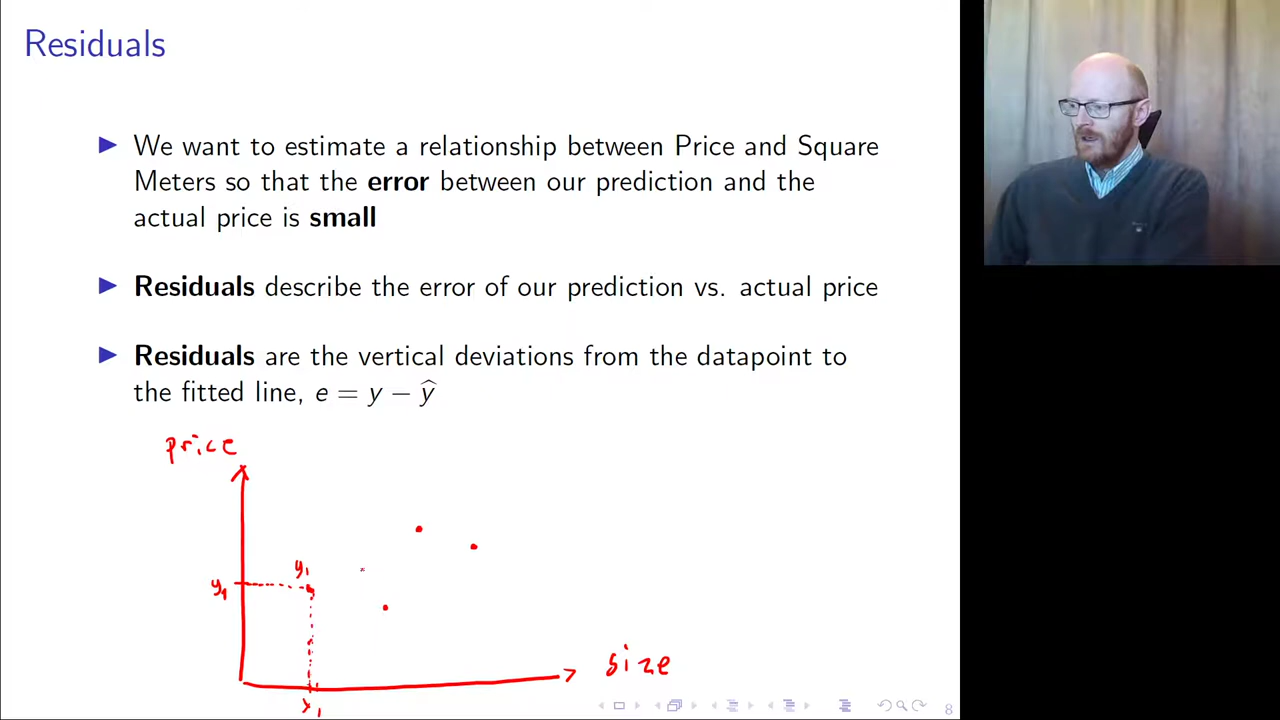 Residuals
We want to estimate a relationship between Price and Square
Meters so that the error between our prediction and the
actual price is small
Residuals describe the error of our prediction vs. actual price
Residuals are the vertical deviations from the datapoint to
the fitted line, e = y − ŷ
price
y₁
y₁
size
x₁
8